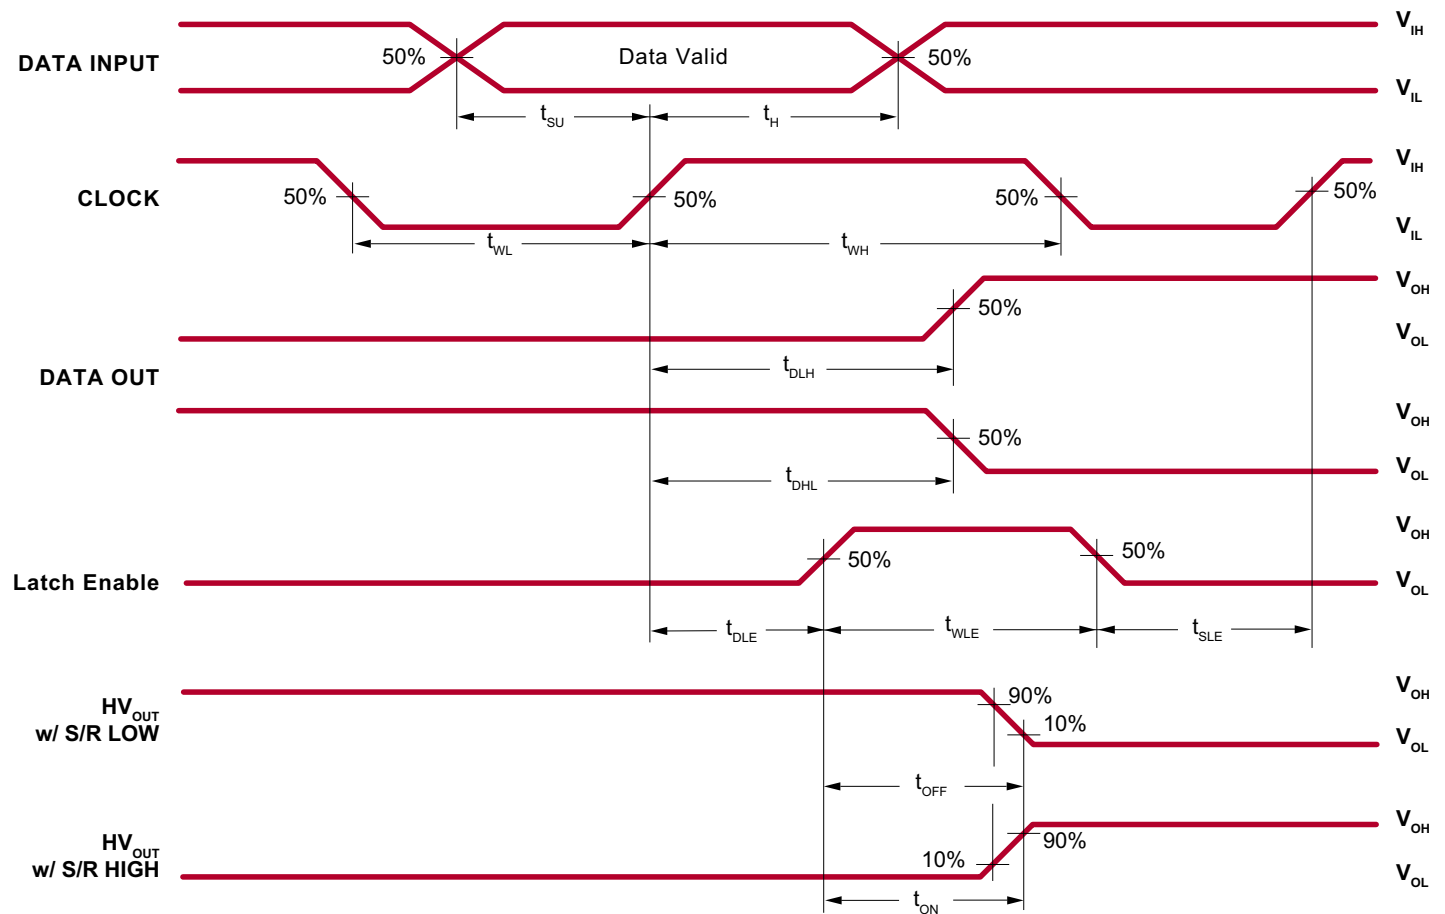 V_IH
50% Data Valid 50%
DATA INPUT
V_IL
t_SU t_H
V_IH
CLOCK 50% 50% 50% 50%
V_IL
t_WL t_WH
V_OH
50%
V_OL
t_DLH
DATA OUT
V_OH
50%
V_OL
t_DHL
V_OH
50% 50%
Latch Enable V_OL
t_DLE t_WLE t_SLE
V_OH
90%
HV_OUT
w/ S/R LOW 10%
V_OL
t_OFF
V_OH
HV_OUT 90%
w/ S/R HIGH 10%
V_OL
t_ON